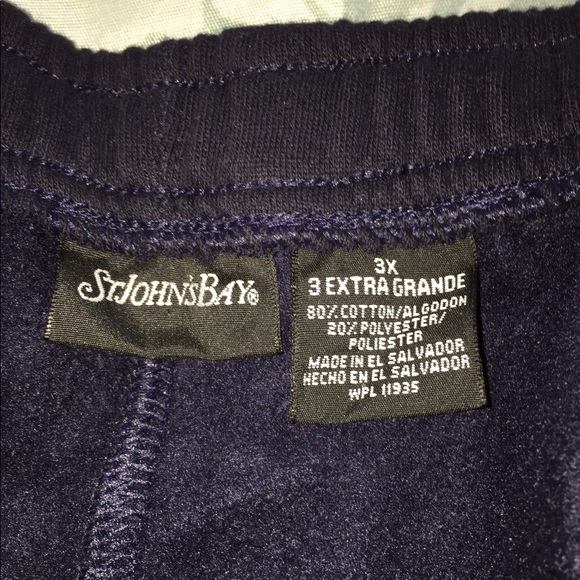 ST.JOHN'SBAY®
3X
3 EXTRA GRANDE
80% COTTON/ALGODON
20% POLYESTER/
POLIESTER
MADE IN EL SALVADOR
HECHO EN EL SALVADOR
WPL 11935